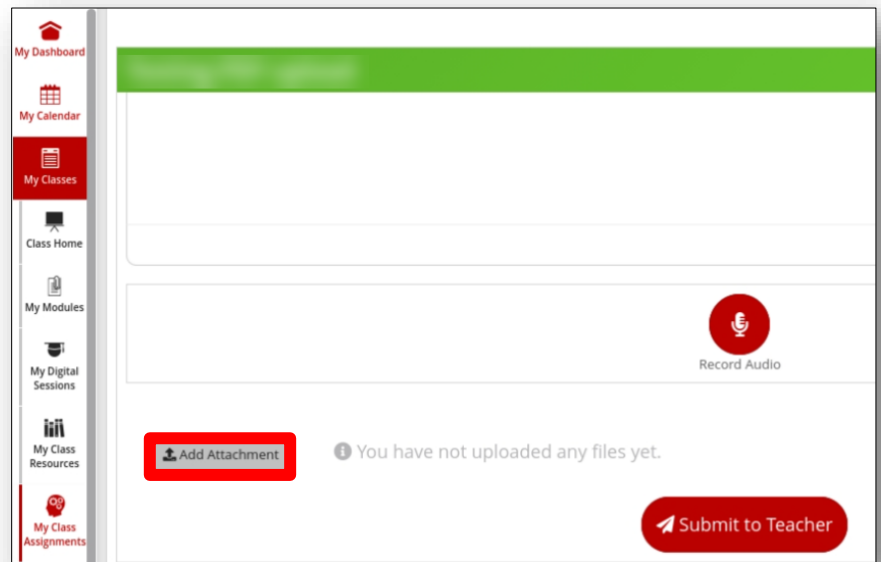 My Dashboard
My Calendar
My Classes
Class Home
My Modules
My Digital
Sessions
My Class
Resources
My Class
Assignments
Record Audio
Add Attachment
You have not uploaded any files yet.
Submit to Teacher